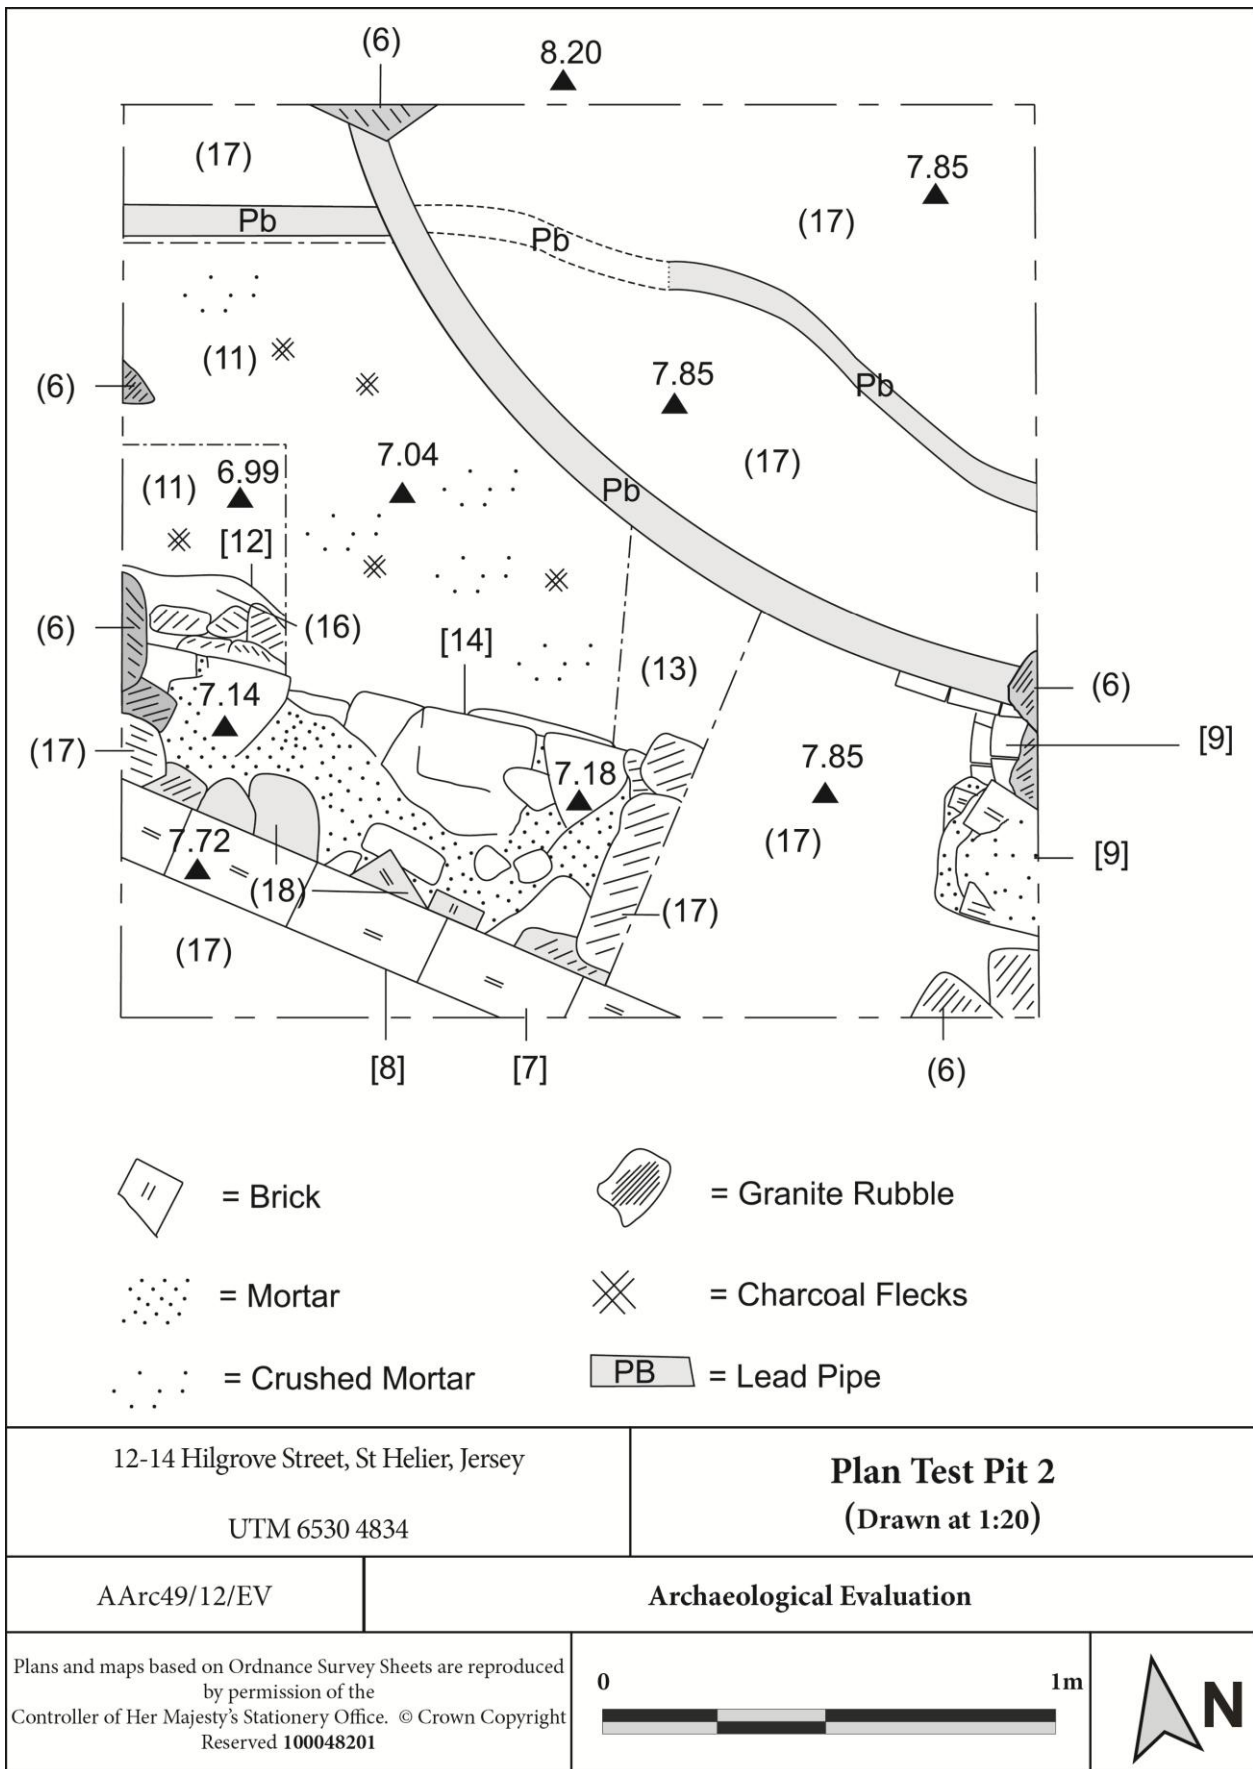 (6)
8.20
(17)
7.85
Pb
Pb
(17)
(11)
(6)
7.85
Pb
(11)
6.99
7.04
(17)
Pb
[12]
(6)
(16)
[14]
(13)
(6)
7.14
(17)
7.18
7.85
[9]
7.72
(18)
(17)
[9]
(17)
(17)
[8]
[7]
(6)
= Brick
= Granite Rubble
= Mortar
= Charcoal Flecks
= Crushed Mortar
PB
= Lead Pipe
12-14 Hilgrove Street, St Helier, Jersey
UTM 6530 4834
Plan Test Pit 2
(Drawn at 1:20)
AArc49/12/EV
Archaeological Evaluation
Plans and maps based on Ordnance Survey Sheets are reproduced
by permission of the
Controller of Her Majesty's Stationery Office. © Crown Copyright
Reserved 100048201
0
1m
N